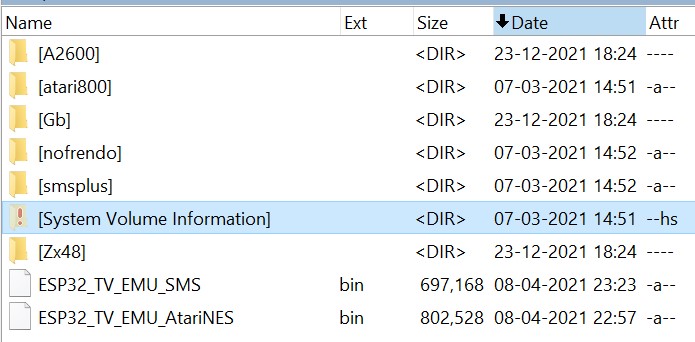 Name Ext Size Date Attr
[A2600] <DIR> 23-12-2021 18:24 ----
[atari800] <DIR> 07-03-2021 14:51 -a--
[Gb] <DIR> 23-12-2021 18:24 ----
[nofrendo] <DIR> 07-03-2021 14:52 -a--
[smsplus] <DIR> 07-03-2021 14:52 -a--
[System Volume Information] <DIR> 07-03-2021 14:51 --hs
[Zx48] <DIR> 23-12-2021 18:24 ----
ESP32_TV_EMU_SMS bin 697,168 08-04-2021 23:23 -a--
ESP32_TV_EMU_AtariNES bin 802,528 08-04-2021 22:57 -a--